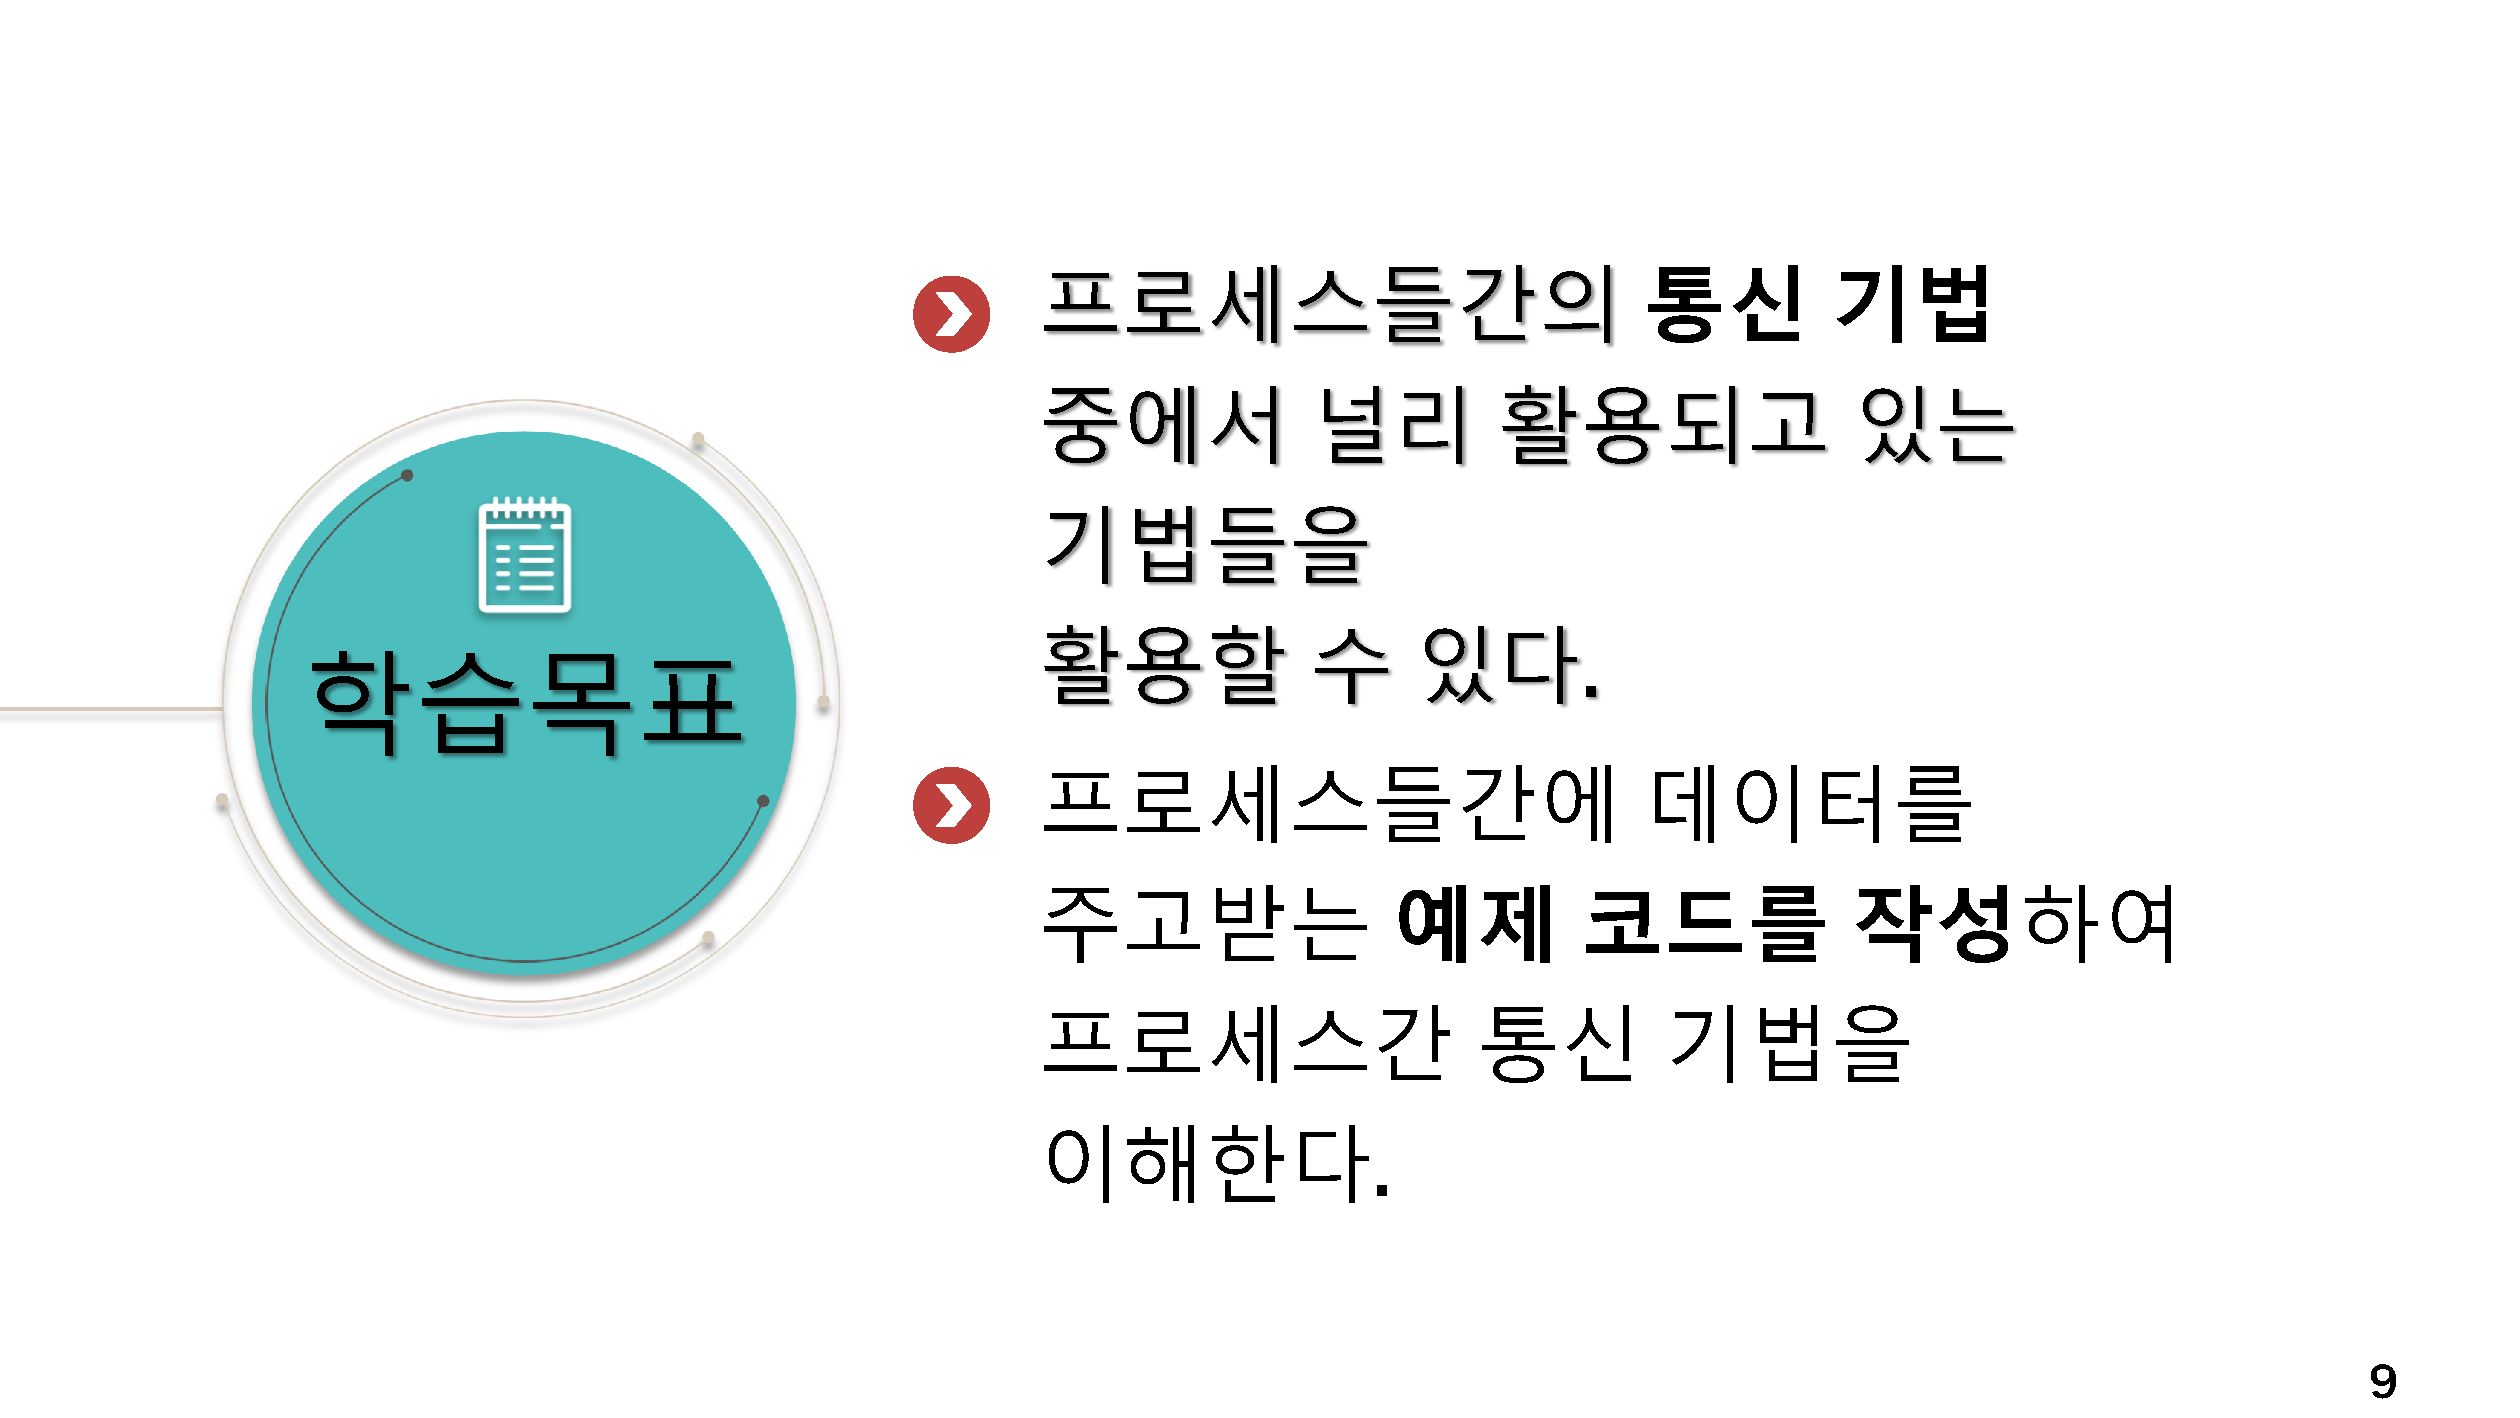 학습목표
프로세스들간의 통신 기법
중에서 널리 활용되고 있는
기법들을
활용할 수 있다.
프로세스들간에 데이터를
주고받는 예제 코드를 작성하여
프로세스간 통신 기법을
이해한다.
9